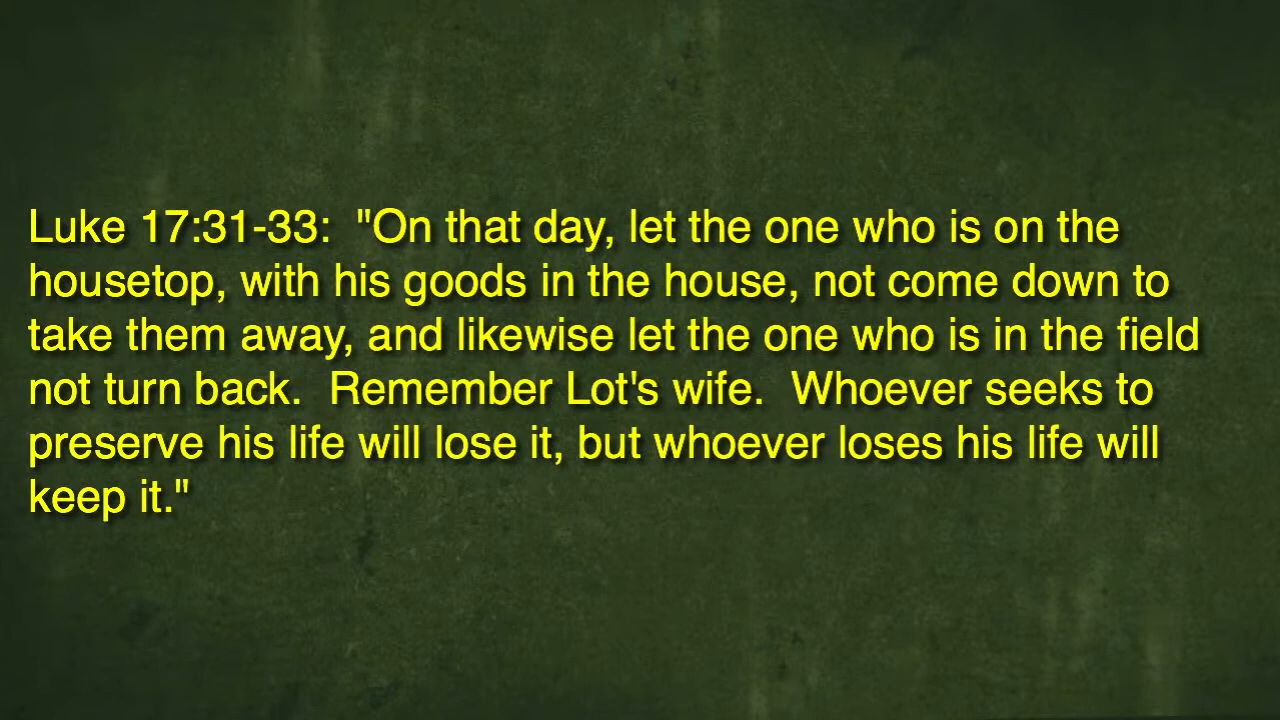 Luke 17:31-33:  "On that day, let the one who is on the
housetop, with his goods in the house, not come down to
take them away, and likewise let the one who is in the field
not turn back.  Remember Lot's wife.  Whoever seeks to
preserve his life will lose it, but whoever loses his life will
keep it."